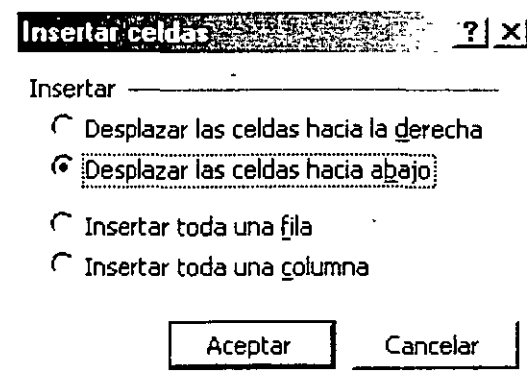 Insertar celdas
Insertar
Desplazar las celdas hacia la derecha
Desplazar las celdas hacia abajo
Insertar toda una fila
Insertar toda una columna
Aceptar Cancelar